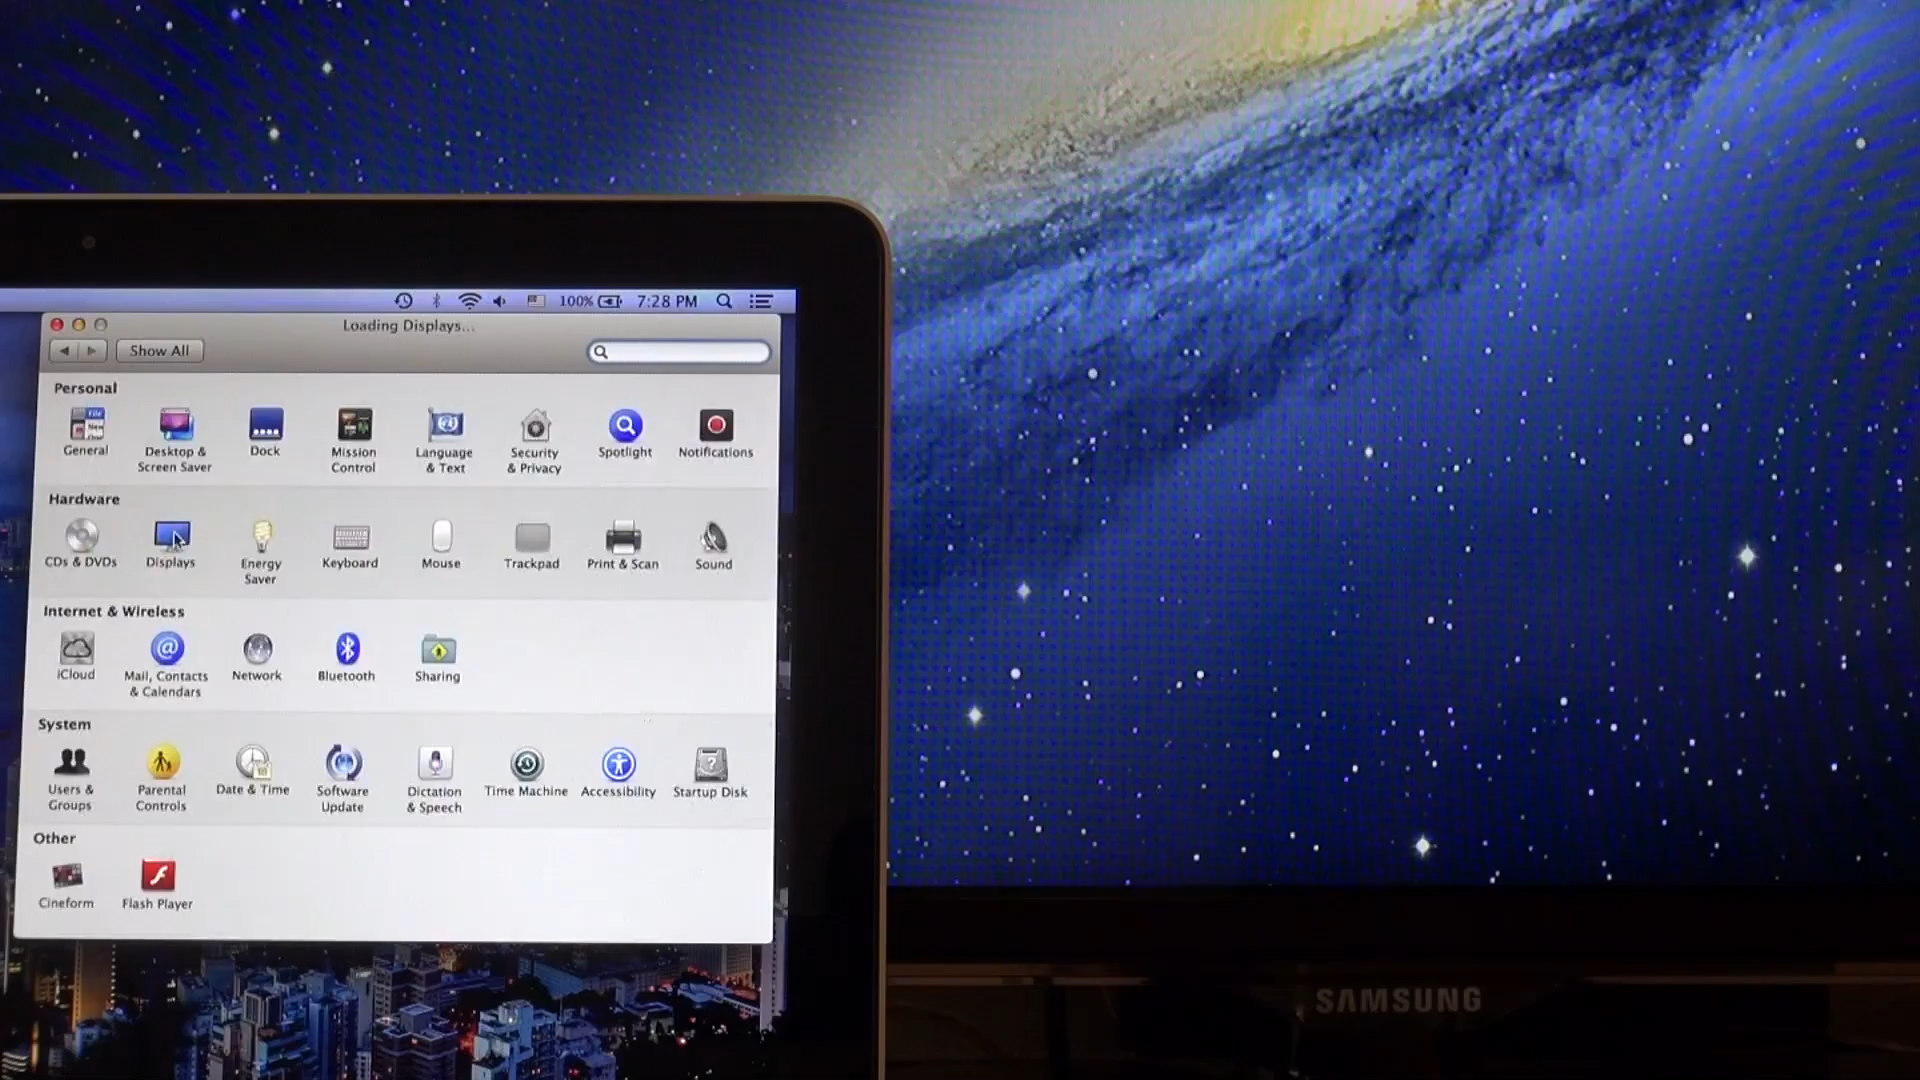 100% 7:28 PM
Loading Displays...
Show All
Personal
General
Desktop & Screen Saver
Dock
Mission Control
Language & Text
Security & Privacy
Spotlight
Notifications
Hardware
CDs & DVDs
Displays
Energy Saver
Keyboard
Mouse
Trackpad
Print & Scan
Sound
Internet & Wireless
iCloud
Mail, Contacts & Calendars
Network
Bluetooth
Sharing
System
Users & Groups
Parental Controls
Date & Time
Software Update
Dictation & Speech
Time Machine
Accessibility
Startup Disk
Other
Cineform
Flash Player
SAMSUNG